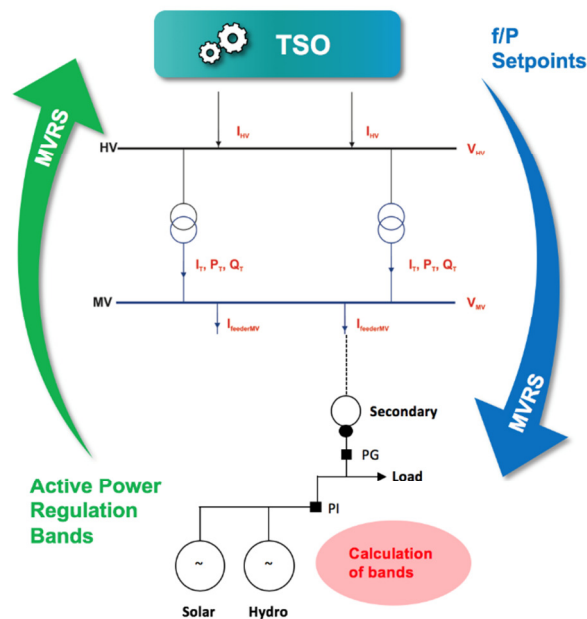 TSO
f/P
Setpoints
MVRS
I_HV
I_HV
HV
V_HV
I_T, P_T, Q_T
I_T, P_T, Q_T
MV
V_MV
I_feederMV
I_feederMV
Secondary
MVRS
PG
Load
Active Power
Regulation
Bands
PI
~
~
Calculation
of bands
Solar
Hydro